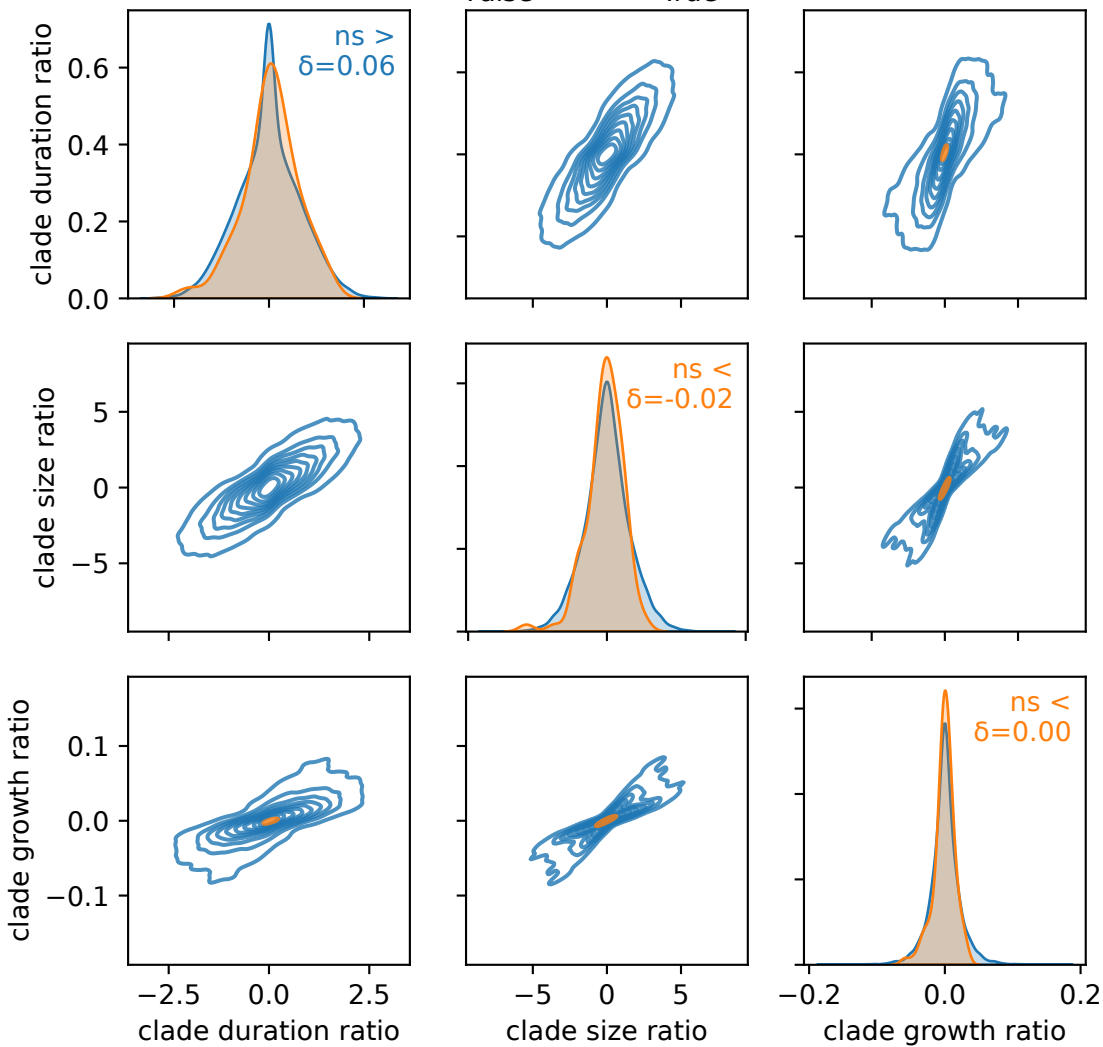 clade duration ratio
0.6
0.4
0.2
0.0
ns >
δ=0.06
clade size ratio
5
0
−5
ns <
δ=-0.02
clade growth ratio
0.1
0.0
−0.1
ns <
δ=0.00
−2.5 0.0 2.5
−5 0 5
−0.2 0.0 0.2
clade duration ratio
clade size ratio
clade growth ratio